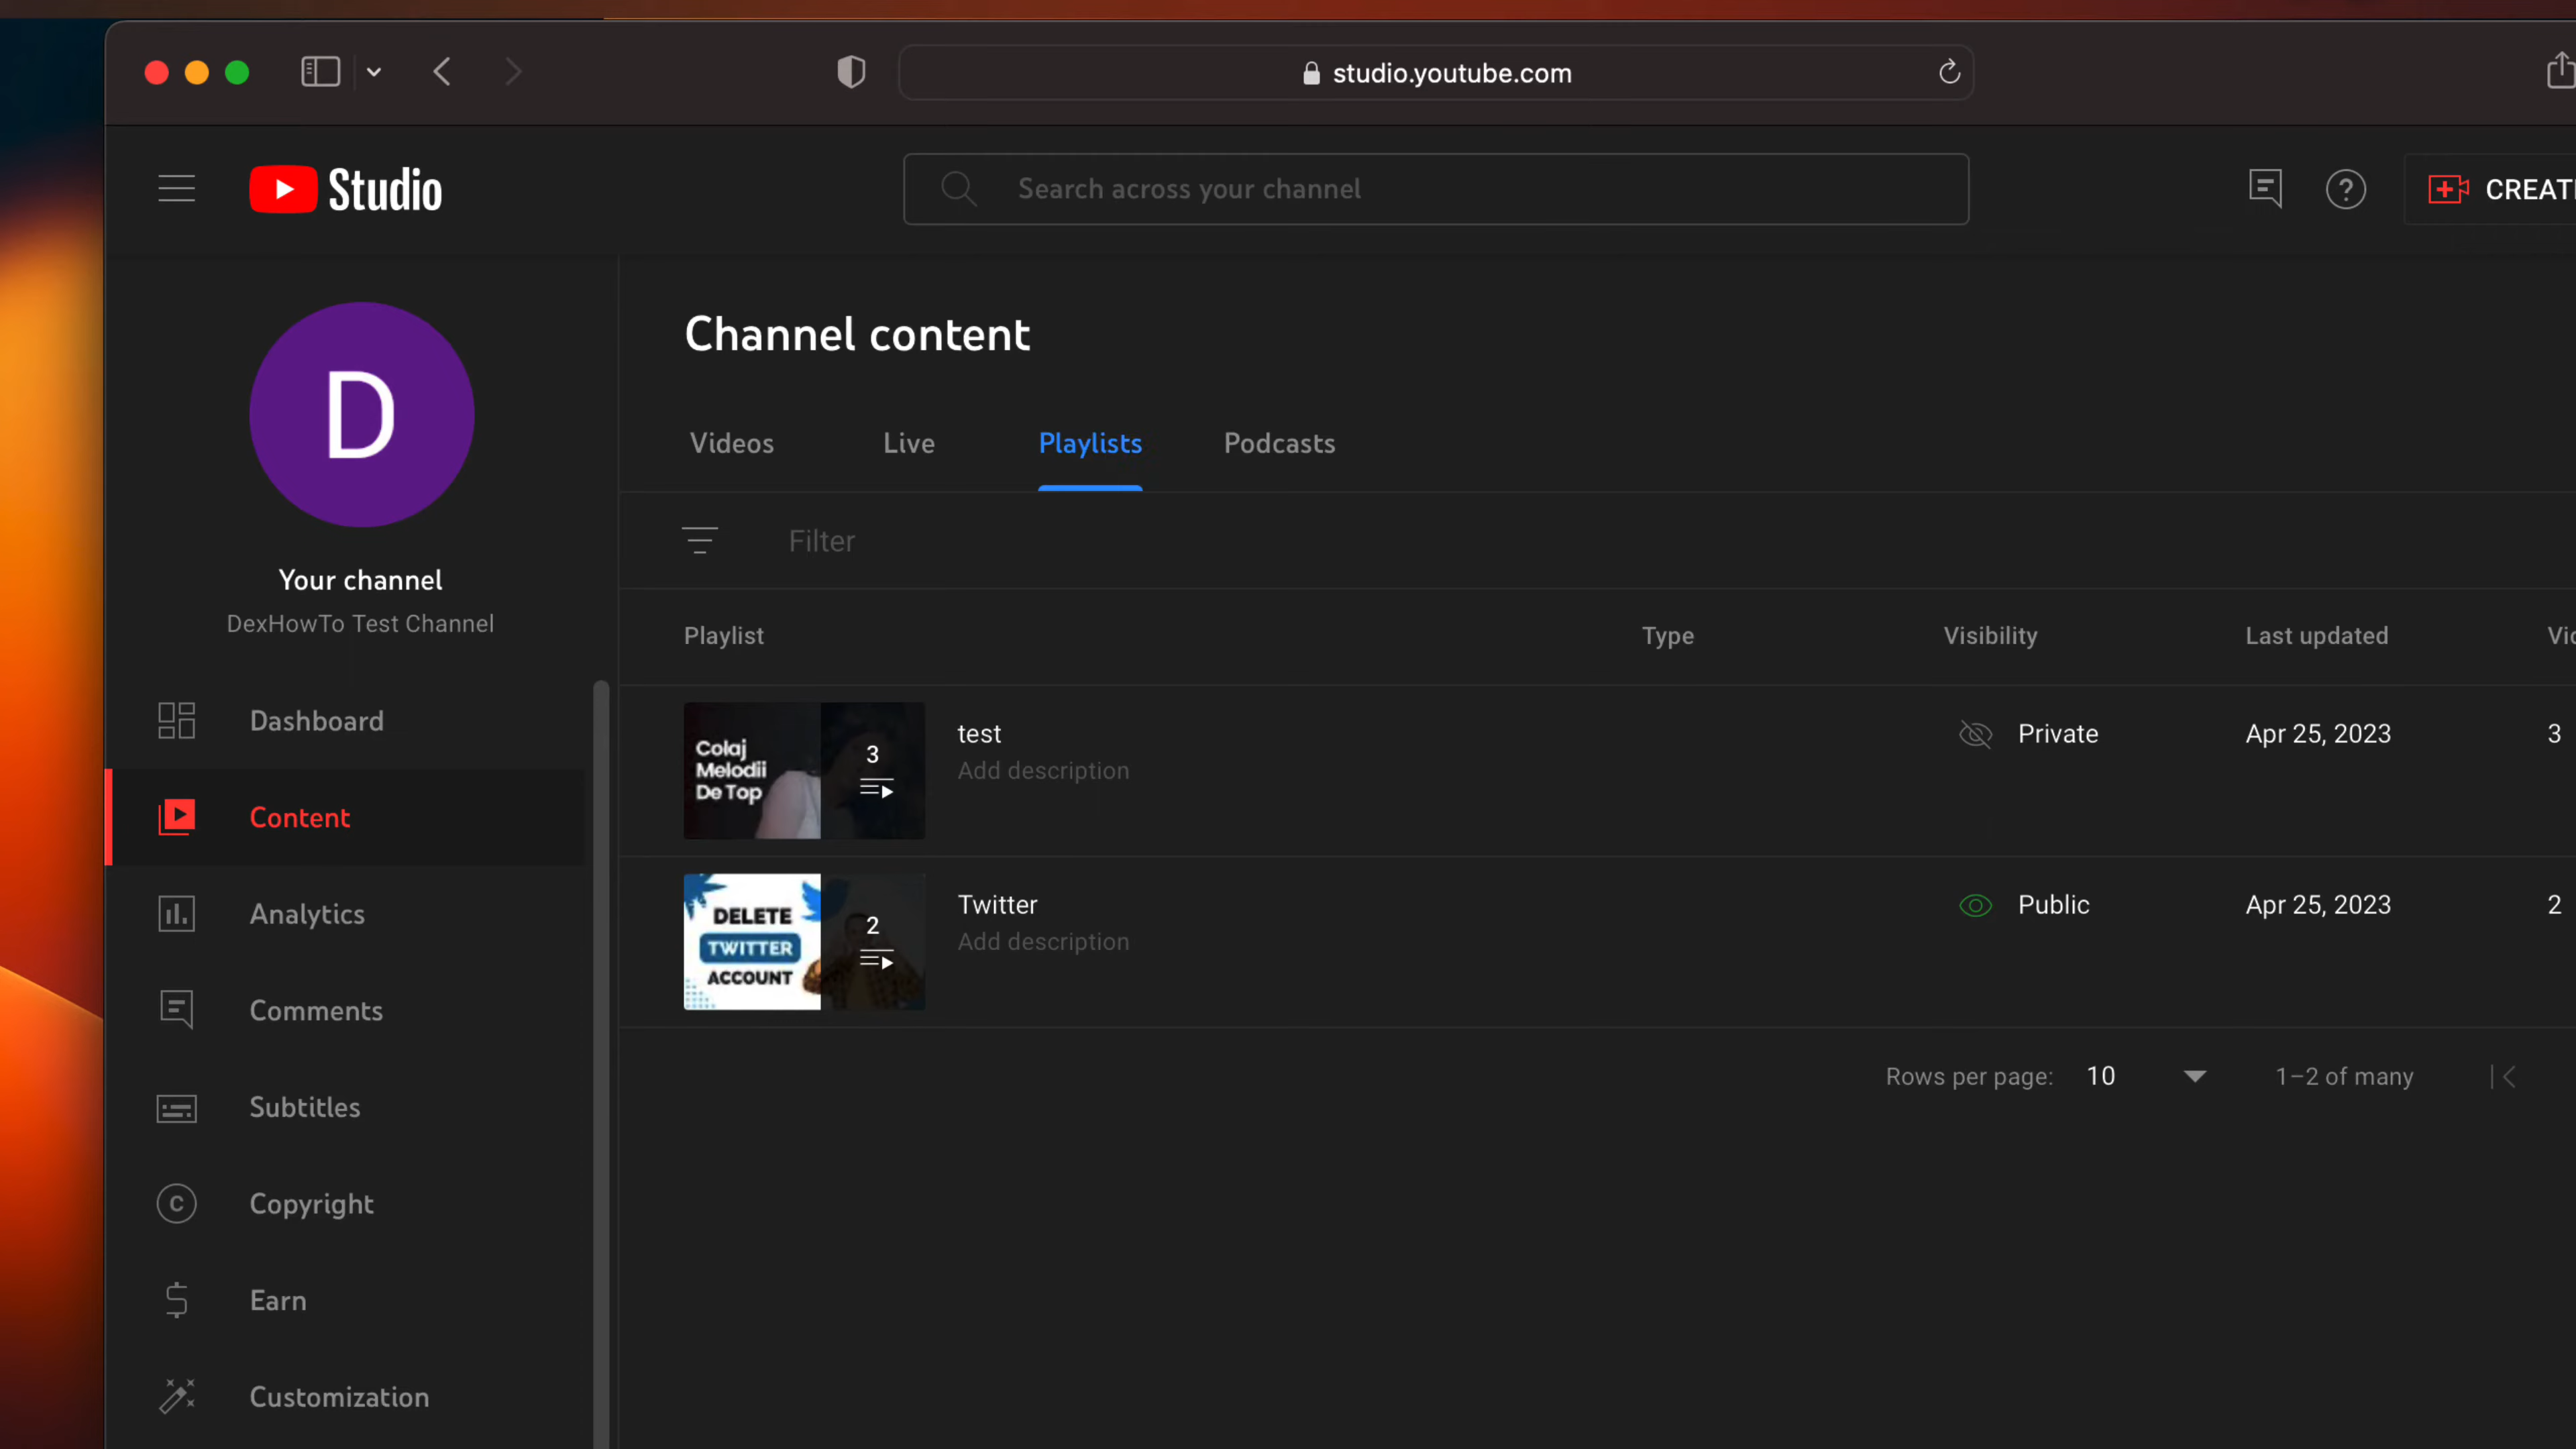 studio.youtube.com
Studio
Search across your channel
?
CREAT
D
Your channel
DexHowTo Test Channel
Dashboard
Content
Analytics
Comments
Subtitles
Copyright
Earn
Customization
Channel content
Videos
Live
Playlists
Podcasts
Filter
Playlist
Type
Visibility
Last updated
Vid
Colaj
Melodii
De Top
3
test
Add description
Private
Apr 25, 2023
3
DELETE
TWITTER
ACCOUNT
2
Twitter
Add description
Public
Apr 25, 2023
2
Rows per page: 10
1–2 of many